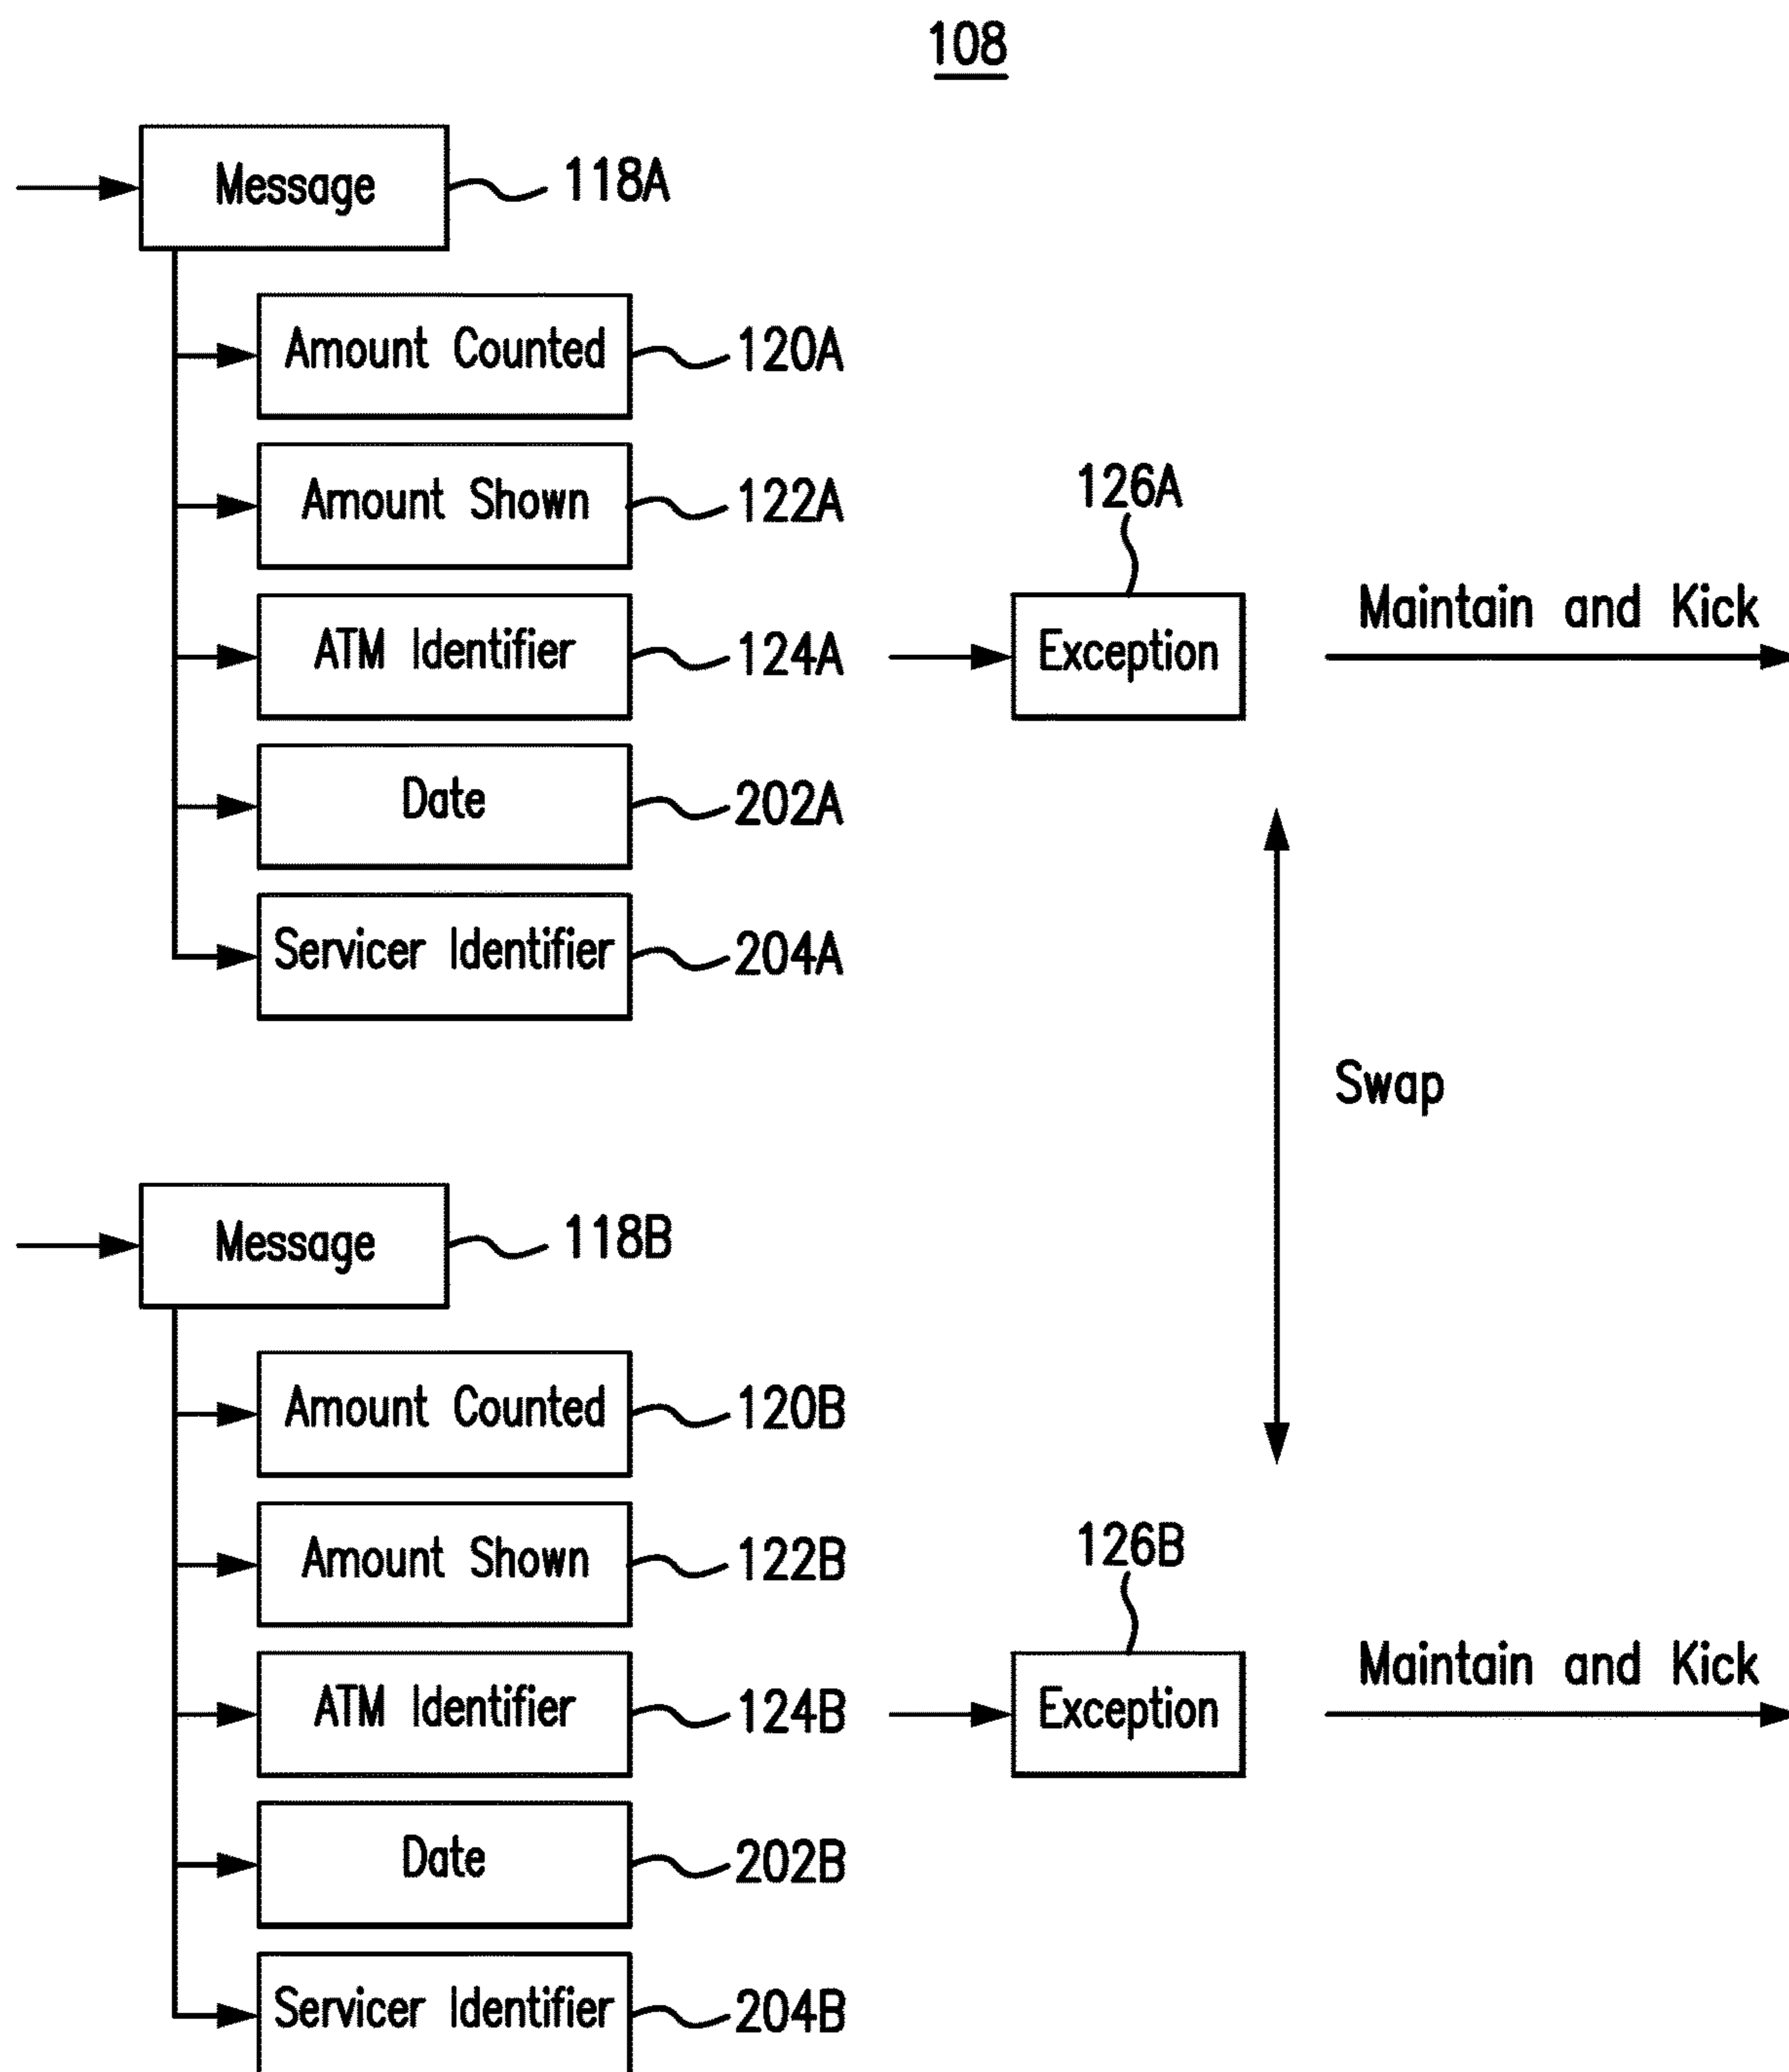 108
Message 118A
Amount Counted 120A
Amount Shown 122A
126A
ATM Identifier 124A
Exception
Maintain and Kick
Date 202A
Servicer Identifier 204A
Swap
Message 118B
Amount Counted 120B
Amount Shown 122B
126B
ATM Identifier 124B
Exception
Maintain and Kick
Date 202B
Servicer Identifier 204B